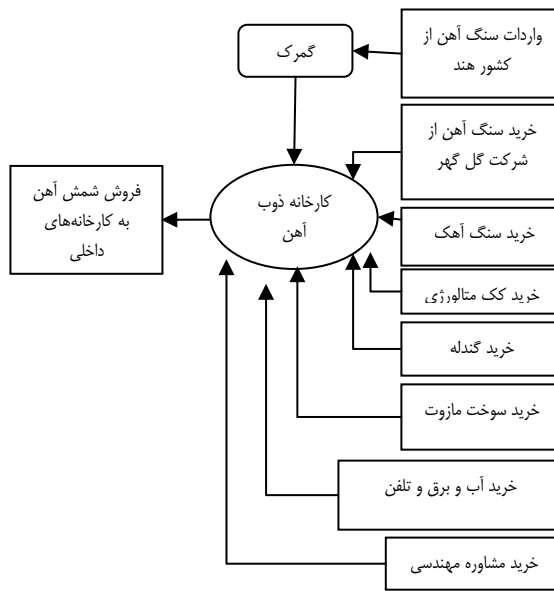 واردات سنگ آهن از
کشور هند
گمرک
خرید سنگ آهن از
شرکت گل گهر
کارخانه ذوب
آهن
فروش شمش آهن
به کارخانه‌های
داخلی
خرید سنگ آهک
خرید کک متالورژی
خرید گندله
خرید سوخت مازوت
خرید آب و برق و تلفن
خرید مشاوره مهندسی